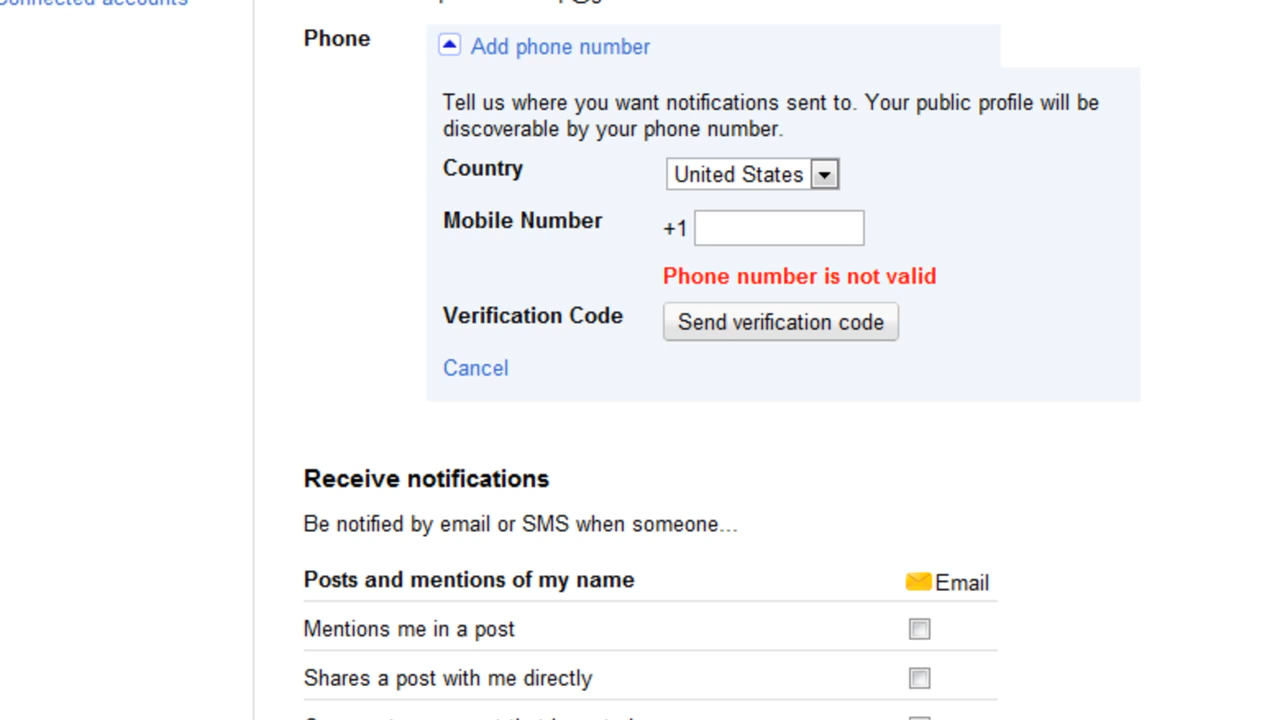 Connected accounts
Phone
Add phone number
Tell us where you want notifications sent to. Your public profile will be
discoverable by your phone number.
Country
United States
Mobile Number
+1
Phone number is not valid
Verification Code
Send verification code
Cancel
Receive notifications
Be notified by email or SMS when someone...
Posts and mentions of my name
Email
Mentions me in a post
Shares a post with me directly